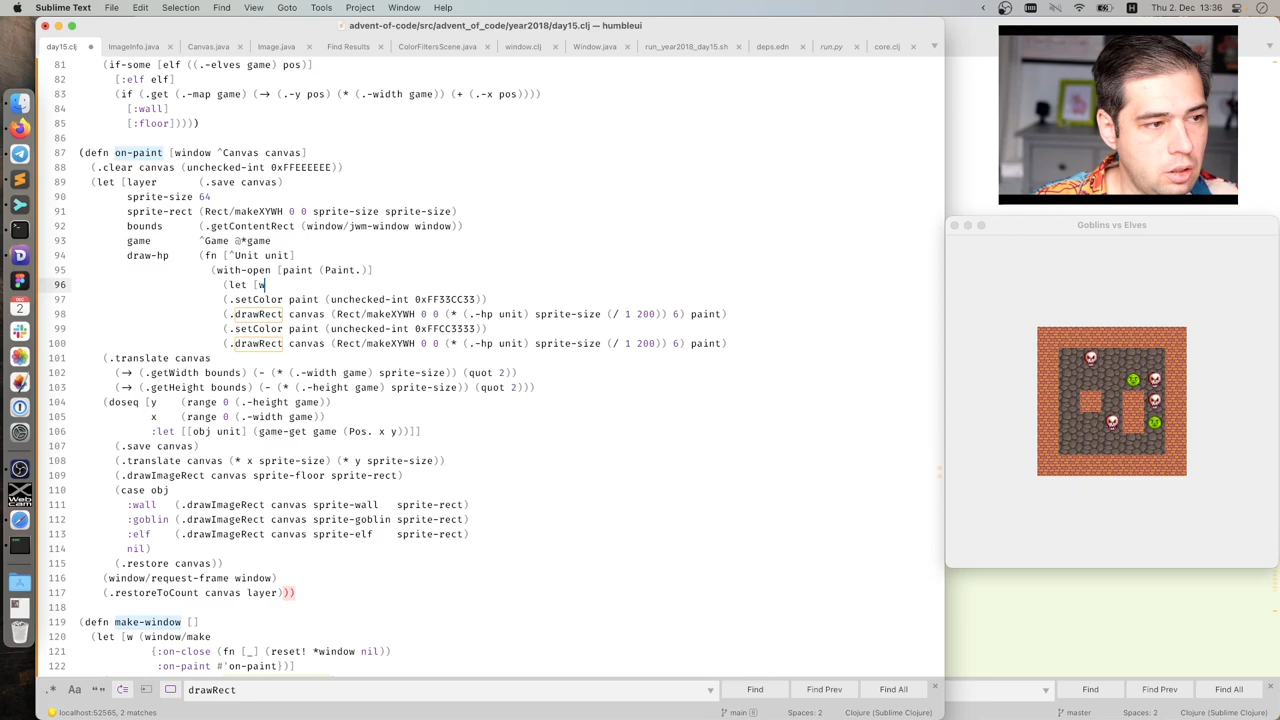 Sublime Text File Edit Selection Find View Goto Tools Project Window Help
Thu 2. Dec 13:36
advent-of-code/src/advent_of_code/year2018/day15.clj — humbleui
day15.clj ImageInfo.java Canvas.java Image.java Find Results ColorFiltersScene.java window.clj Window.java run_year2018_day15.sh deps.edn run.py core.clj
81 (if-some [elf ((.-elves game) pos)]
82 [:elf elf]
83 (if (.get (.-map game) (-> (.-y pos) (* (.-width game)) (+ (.-x pos))))
84 [:wall]
85 [:floor]))))
86
87 (defn on-paint [window ^Canvas canvas]
88 (.clear canvas (unchecked-int 0xFFEEEEEE))
89 (let [layer (.save canvas)
90 sprite-size 64
91 sprite-rect (Rect/makeXYWH 0 0 sprite-size sprite-size)
92 bounds (.getContentRect (window/jwm-window window))
93 game ^Game @*game
94 draw-hp (fn [^Unit unit]
95 (with-open [paint (Paint.)]
96 (let [w
97 (.setColor paint (unchecked-int 0xFF33CC33))
98 (.drawRect canvas (Rect/makeXYWH 0 0 (* (.-hp unit) sprite-size (/ 1 200)) 6) paint)
99 (.setColor paint (unchecked-int 0xFFCC3333))
100 (.drawRect canvas (Rect/makeXYWH 0 0 (* (.-hp unit) sprite-size (/ 1 200)) 6) paint)
101 (.translate canvas
102 (-> (.getWidth bounds) (- (* (.-width game) sprite-size)) (quot 2))
103 (-> (.getHeight bounds) (- (* (.-height game) sprite-size)) (quot 2)))
104 (doseq [y (range 0 (.-height game))
105 x (range 0 (.-width game))
106 :let [[obj unit] (game-get game (Pos. x y))]]
107 (.save canvas)
108 (.translate canvas (* x sprite-size) (* y sprite-size))
109 (.drawImageRect canvas sprite-floor sprite-rect)
110 (case obj
111 :wall (.drawImageRect canvas sprite-wall sprite-rect)
112 :goblin (.drawImageRect canvas sprite-goblin sprite-rect)
113 :elf (.drawImageRect canvas sprite-elf sprite-rect)
114 nil)
115 (.restore canvas))
116 (window/request-frame window)
117 (.restoreToCount canvas layer)))
118
119 (defn make-window []
120 (let [w (window/make
121 {:on-close (fn [_] (reset! *window nil))
122 :on-paint #'on-paint})]
Goblins vs Elves
.* Aa "" drawRect Find Find Prev Find All
Find Find Prev Find All
localhost:52565, 2 matches main 8 Spaces: 2 Clojure (Sublime Clojure)
master Spaces: 2 Clojure (Sublime Clojure)